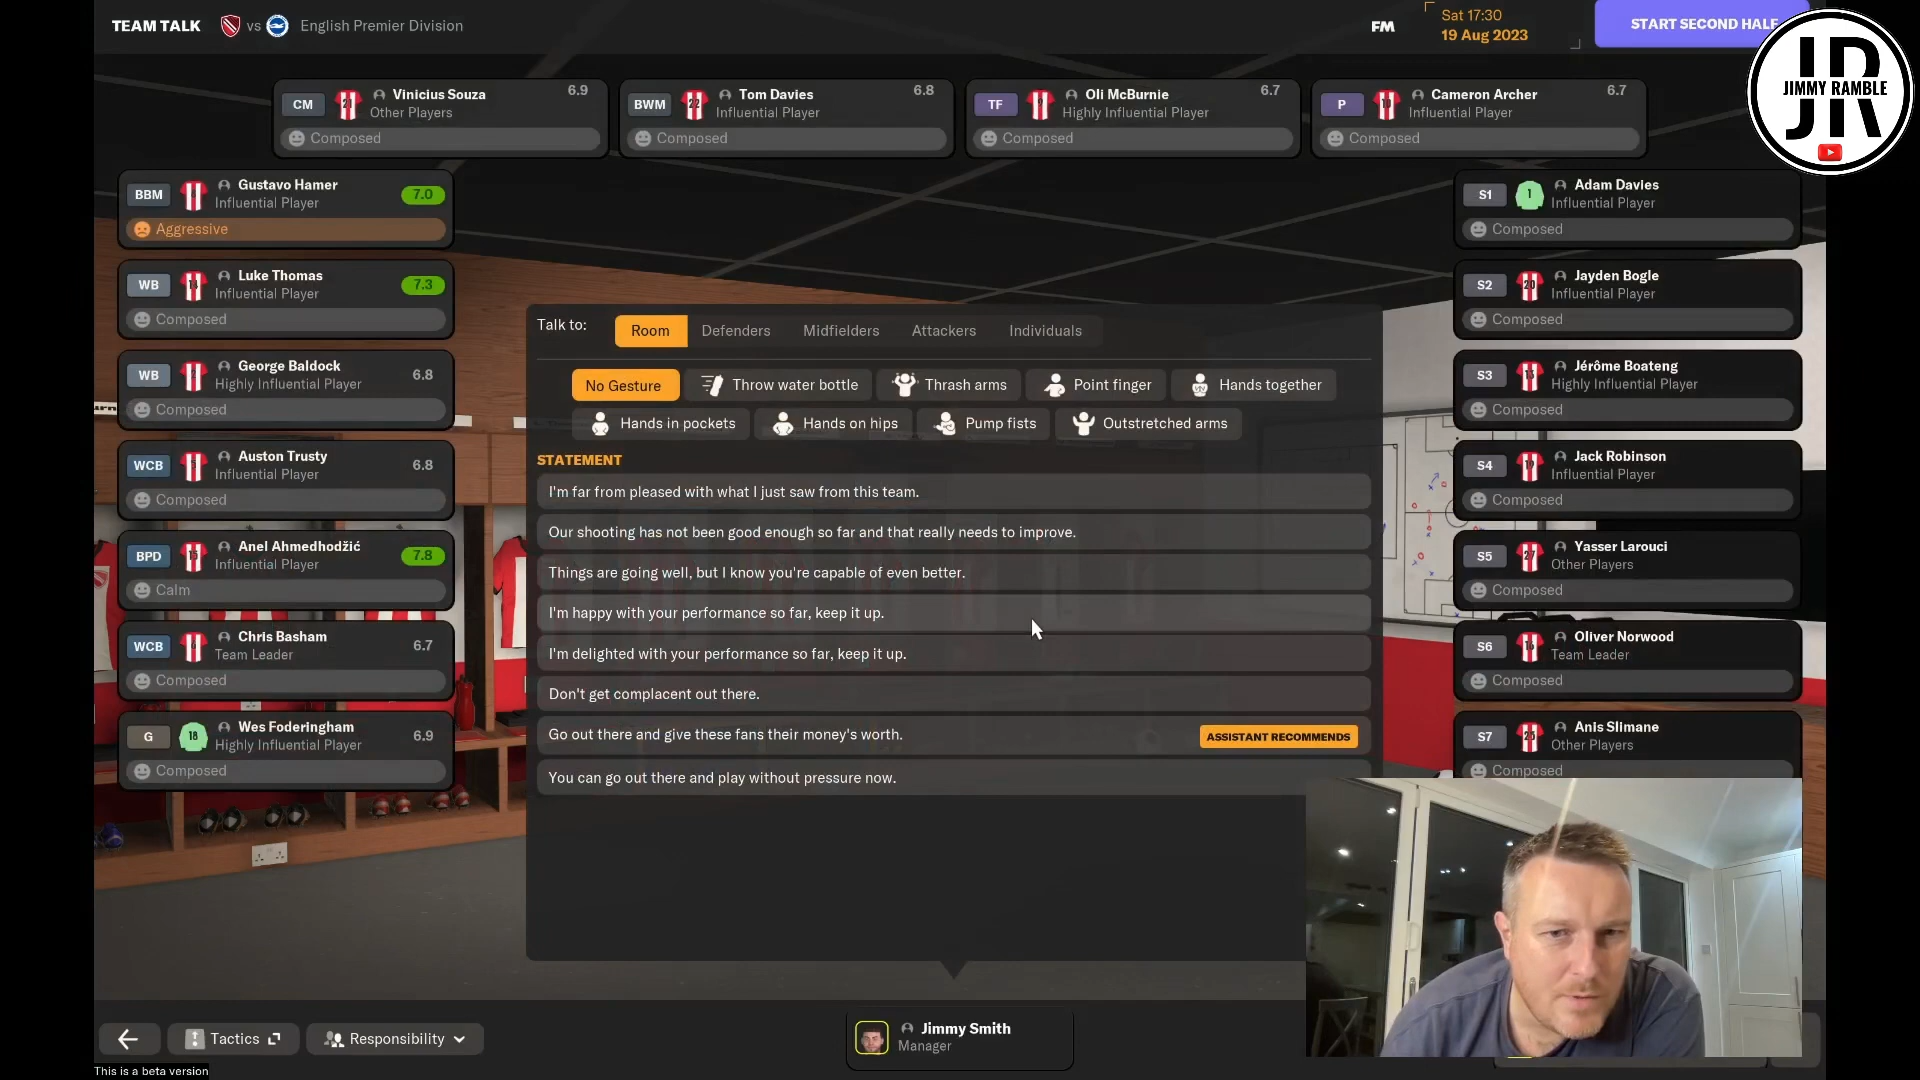 TEAM TALK vs English Premier Division
FM
Sat 17:30
19 Aug 2023
START SECOND HALF
JR
JIMMY RAMBLE
CM Vinicius Souza 6.9
Other Players
Composed
BWM 22 Tom Davies 6.8
Influential Player
Composed
TF Oli McBurnie 6.7
Highly Influential Player
Composed
P Cameron Archer 6.7
Influential Player
Composed
BBM Gustavo Hamer 7.0
Influential Player
Aggressive
WB Luke Thomas 7.3
Influential Player
Composed
WB George Baldock 6.8
Highly Influential Player
Composed
WCB Auston Trusty 6.8
Influential Player
Composed
BPD Anel Ahmedhodžić 7.8
Influential Player
Calm
WCB Chris Basham 6.7
Team Leader
Composed
G 18 Wes Foderingham 6.9
Highly Influential Player
Composed
Talk to: Room Defenders Midfielders Attackers Individuals
No Gesture Throw water bottle Thrash arms Point finger Hands together
Hands in pockets Hands on hips Pump fists Outstretched arms
STATEMENT
I'm far from pleased with what I just saw from this team.
Our shooting has not been good enough so far and that really needs to improve.
Things are going well, but I know you're capable of even better.
I'm happy with your performance so far, keep it up.
I'm delighted with your performance so far, keep it up.
Don't get complacent out there.
Go out there and give these fans their money's worth. ASSISTANT RECOMMENDS
You can go out there and play without pressure now.
S1 1 Adam Davies
Influential Player
Composed
S2 20 Jayden Bogle
Influential Player
Composed
S3 Jérôme Boateng
Highly Influential Player
Composed
S4 Jack Robinson
Influential Player
Composed
S5 Yasser Larouci
Other Players
Composed
S6 Oliver Norwood
Team Leader
Composed
S7 Anis Slimane
Other Players
Composed
Tactics Responsibility
Jimmy Smith
Manager
This is a beta version